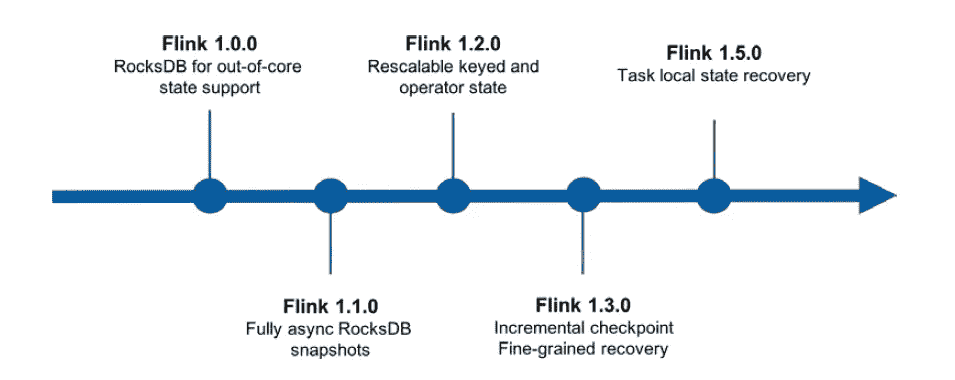 Flink 1.0.0
RocksDB for out-of-core
state support
Flink 1.2.0
Rescalable keyed and
operator state
Flink 1.5.0
Task local state recovery
Flink 1.1.0
Fully async RocksDB
snapshots
Flink 1.3.0
Incremental checkpoint
Fine-grained recovery